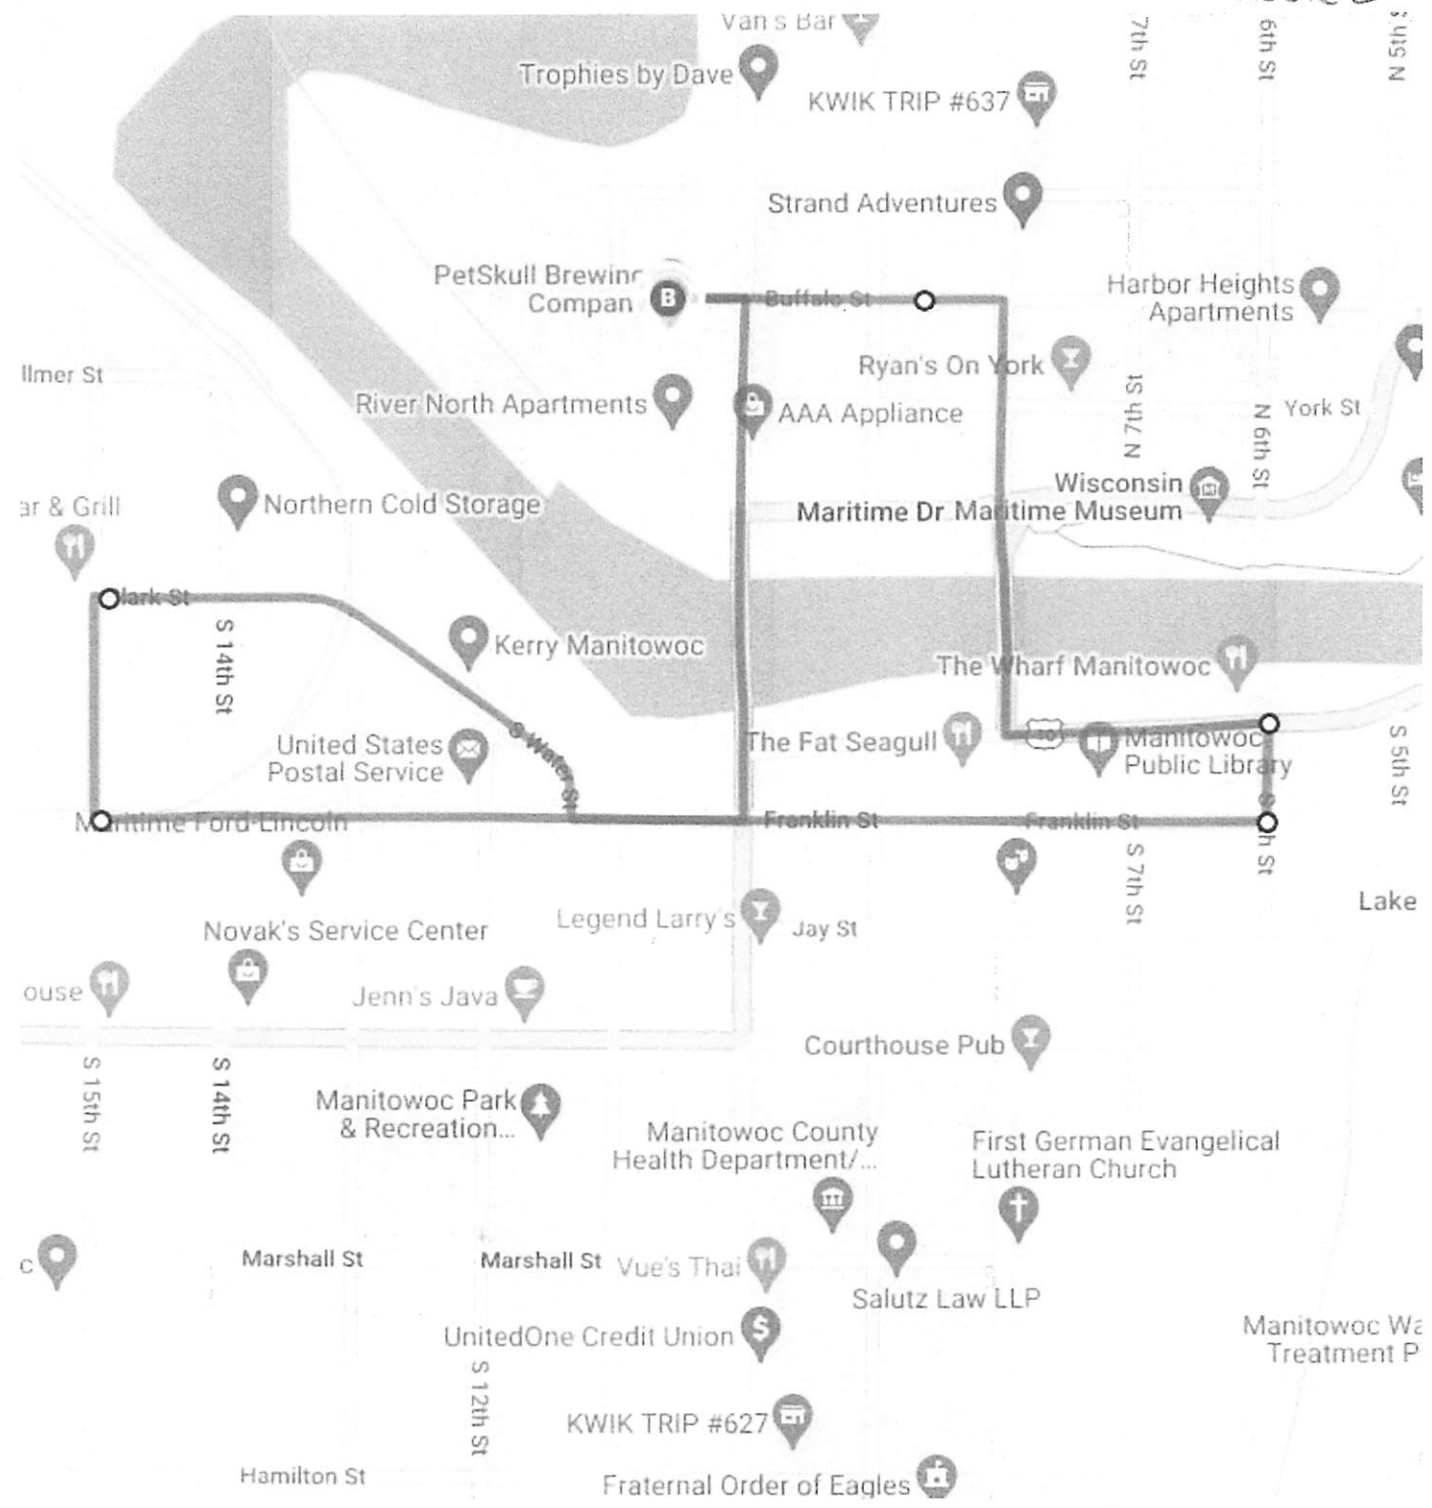 Van's Bar
7th St
6th St
N 5th St
Trophies by Dave
KWIK TRIP #637
Strand Adventures
PetSkull Brewing
Compan
B
Buffalo St
Harbor Heights
Apartments
Ryan's On York
llmer St
River North Apartments
AAA Appliance
N 7th St
N 6th St
York St
Wisconsin
Maritime Dr Maritime Museum
ar & Grill
Northern Cold Storage
lark St
S 14th St
Kerry Manitowoc
The Wharf Manitowoc
S Water St
United States
Postal Service
The Fat Seagull
10
Manitowoc
Public Library
S 5th St
Maritime Ford-Lincoln
Franklin St
Franklin St
h St
S 7th St
Novak's Service Center
Legend Larry's
Jay St
Lake
ouse
Jenn's Java
Courthouse Pub
S 15th St
S 14th St
Manitowoc Park
& Recreation...
Manitowoc County
Health Department/...
First German Evangelical
Lutheran Church
c
Marshall St
Marshall St
Vue's Thai
Salutz Law LLP
UnitedOne Credit Union
Manitowoc Wa
Treatment P
S 12th St
KWIK TRIP #627
Hamilton St
Fraternal Order of Eagles